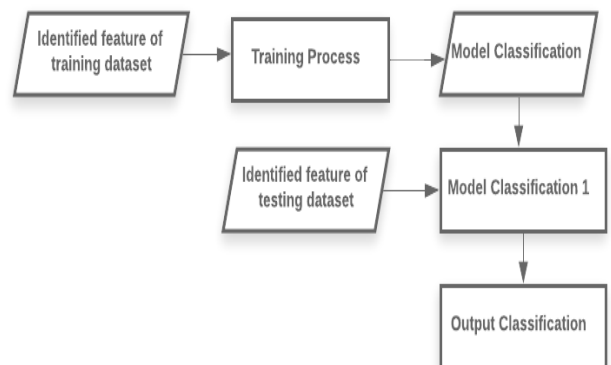 Identified feature of
training dataset
Training Process
Model Classification
Identified feature of
testing dataset
Model Classification 1
Output Classification